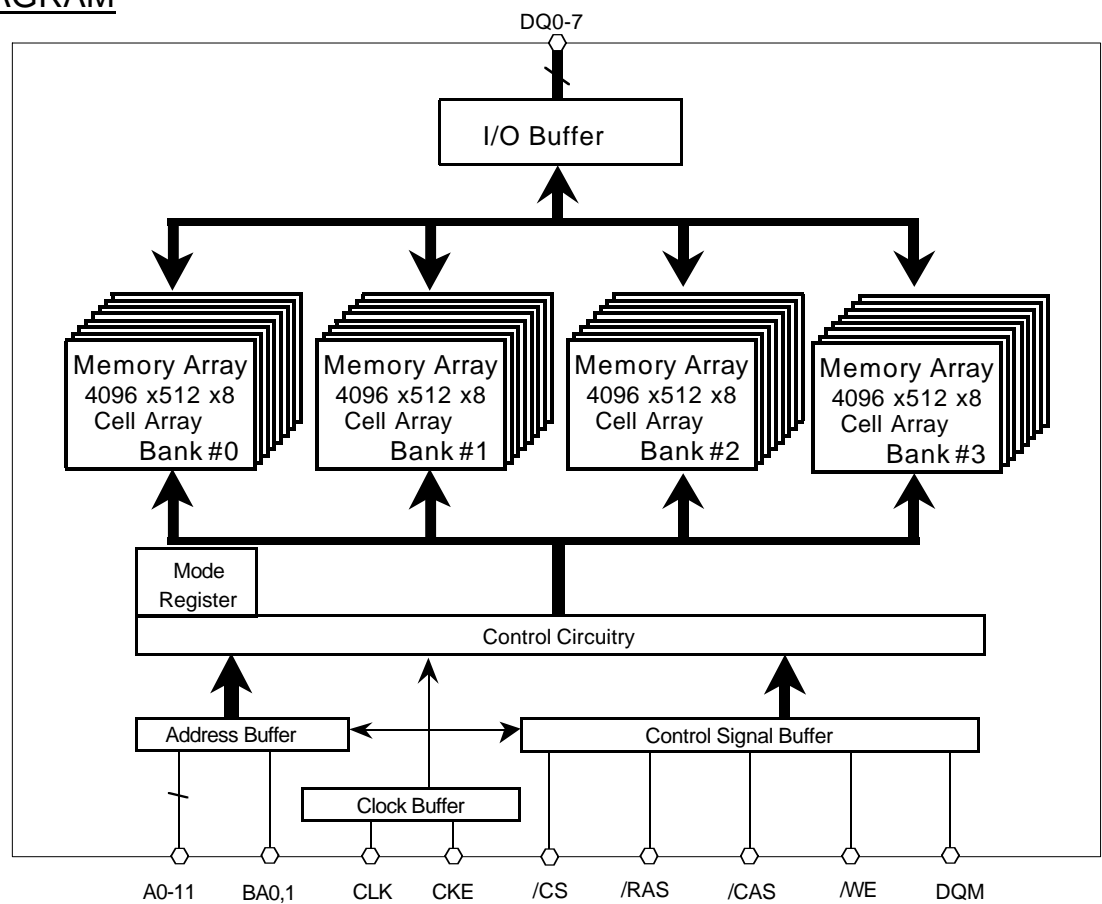 DQ0-7
I/O Buffer
Memory Array
4096 x512 x8
Cell Array
Bank #0
Memory Array
4096 x512 x8
Cell Array
Bank #1
Memory Array
4096 x512 x8
Cell Array
Bank #2
Memory Array
4096 x512 x8
Cell Array
Bank #3
Mode
Register
Control Circuitry
Address Buffer
Control Signal Buffer
Clock Buffer
A0-11
BA0,1
CLK
CKE
/CS
/RAS
/CAS
/WE
DQM